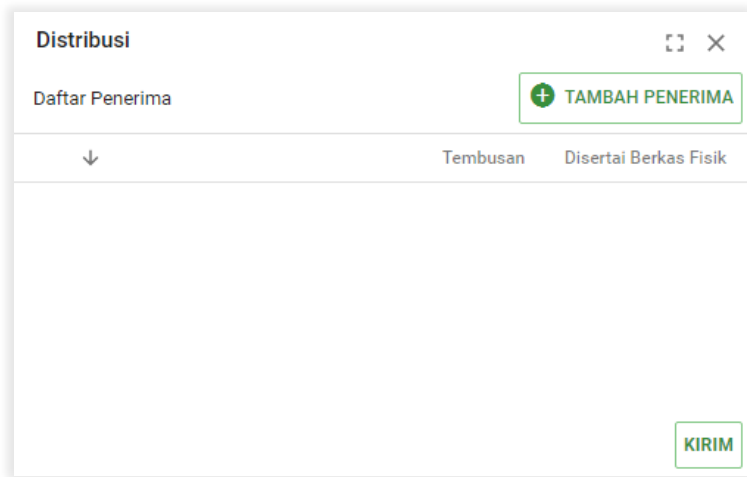 Distribusi
Daftar Penerima
TAMBAH PENERIMA
Tembusan Disertai Berkas Fisik
KIRIM